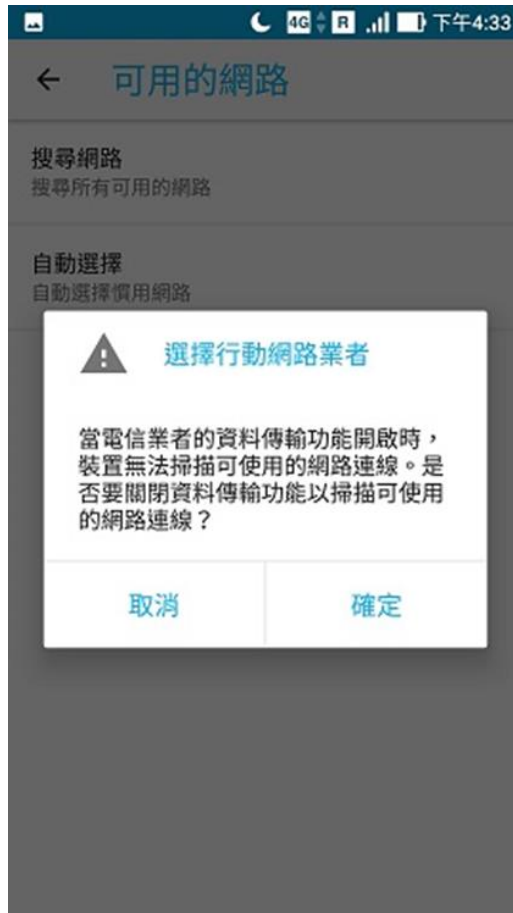 4G R 下午4:33
可用的網路
搜尋網路
搜尋所有可用的網路
自動選擇
自動選擇慣用網路
選擇行動網路業者
當電信業者的資料傳輸功能開啟時，
裝置無法掃描可使用的網路連線。是
否要關閉資料傳輸功能以掃描可使用
的網路連線？
取消
確定